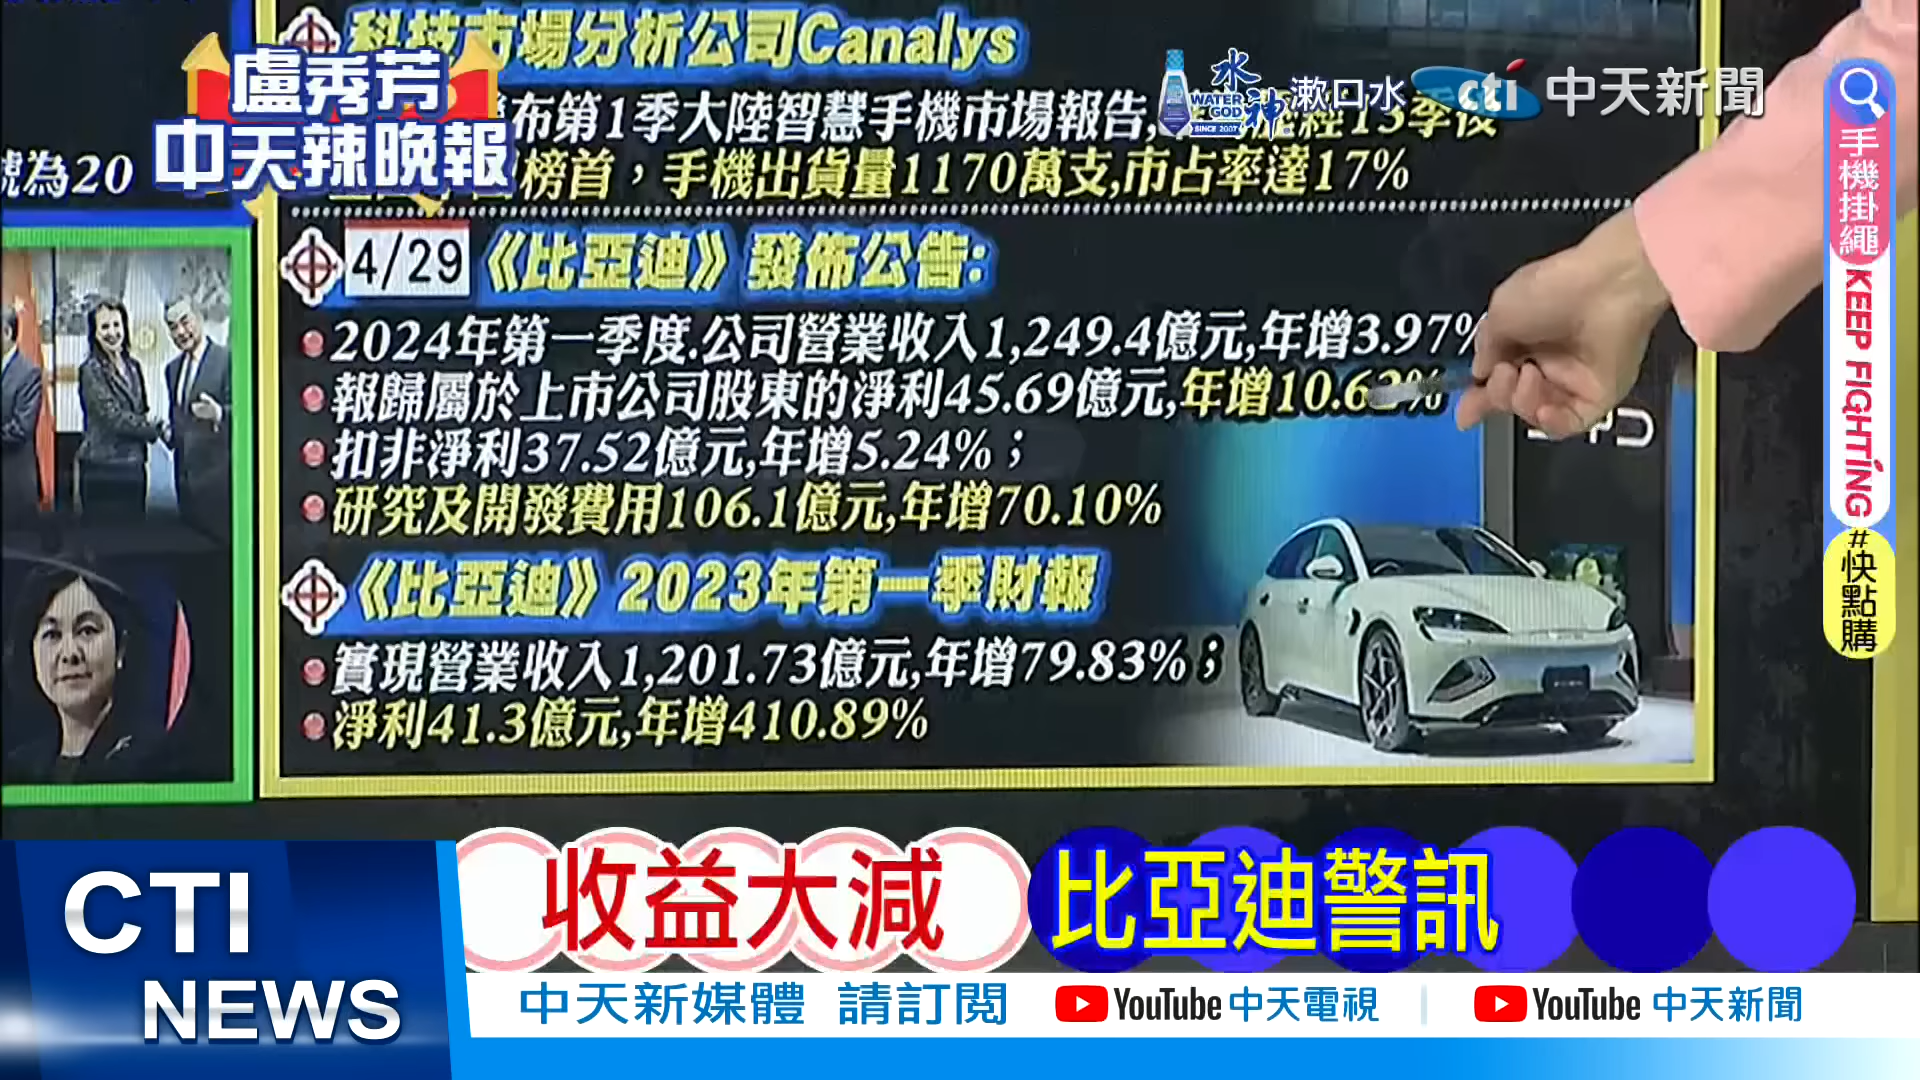 科技市場分析公司Canalys
盧秀芳
中天辣晚報
布第1季大陸智慧手機市場報告,
13季後
榜首，手機出貨量1170萬支,市占率達17%
號為20
水神
WATER GOD
SINCE 2007
漱口水
cti 中天新聞
手機掛繩
KEEP FIGHTING
#快點購
4/29《比亞迪》發佈公告:
2024年第一季度.公司營業收入1,249.4億元,年增3.97%
報歸屬於上市公司股東的淨利45.69億元,年增10.62%
扣非淨利37.52億元,年增5.24%；
研究及開發費用106.1億元,年增70.10%
《比亞迪》2023年第一季財報
實現營業收入1,201.73億元,年增79.83%；
淨利41.3億元,年增410.89%
收益大減 比亞迪警訊
CTI
NEWS
中天新媒體 請訂閱 YouTube 中天電視 YouTube 中天新聞